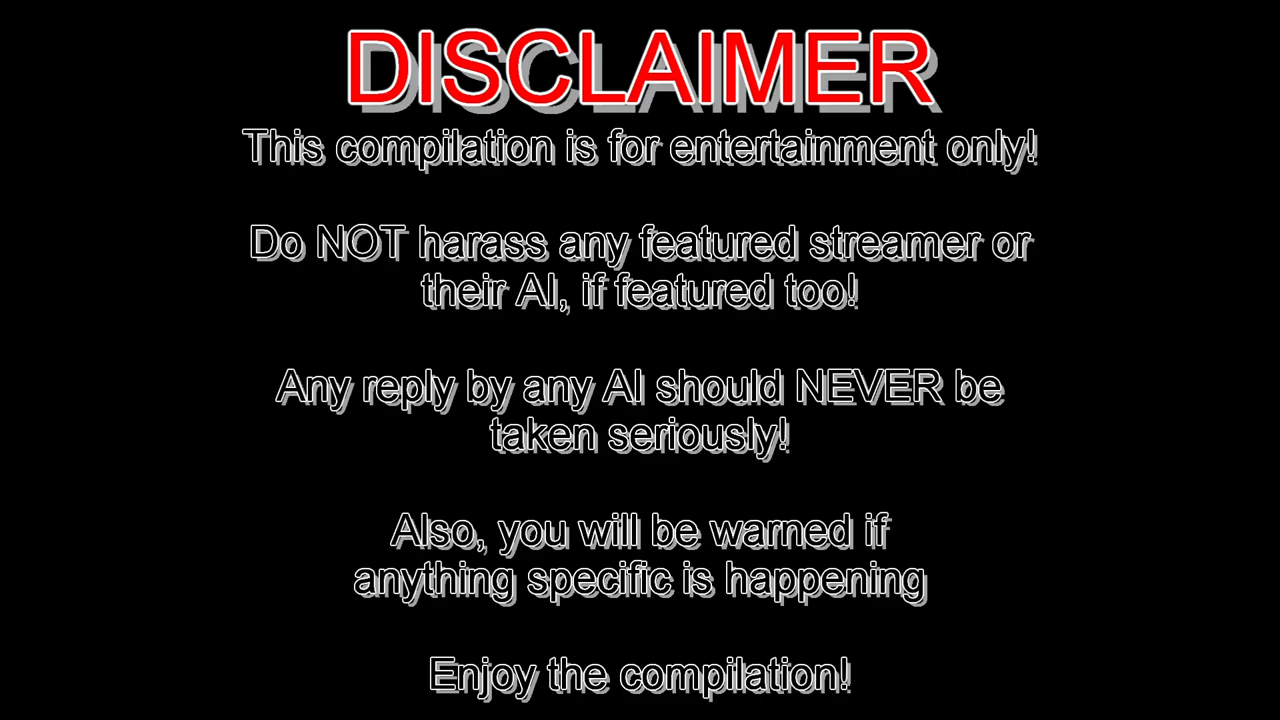 DISCLAIMER
This compilation is for entertainment only!
Do NOT harass any featured streamer or
their AI, if featured too!
Any reply by any AI should NEVER be
taken seriously!
Also, you will be warned if
anything specific is happening
Enjoy the compilation!